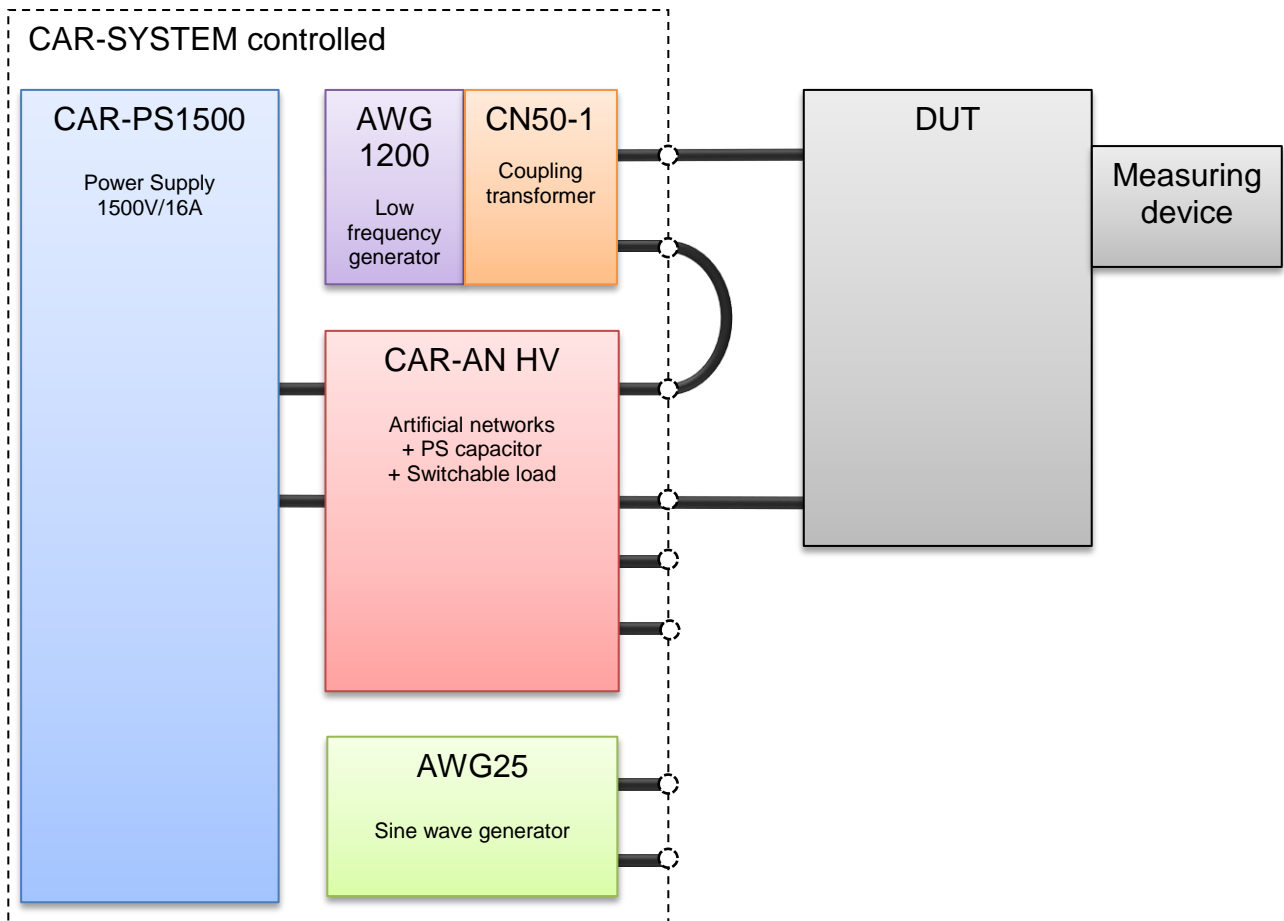 CAR-SYSTEM controlled
CAR-PS1500
Power Supply
1500V/16A
AWG
1200
Low
frequency
generator
CN50-1
Coupling
transformer
DUT
Measuring
device
CAR-AN HV
Artificial networks
+ PS capacitor
+ Switchable load
AWG25
Sine wave generator